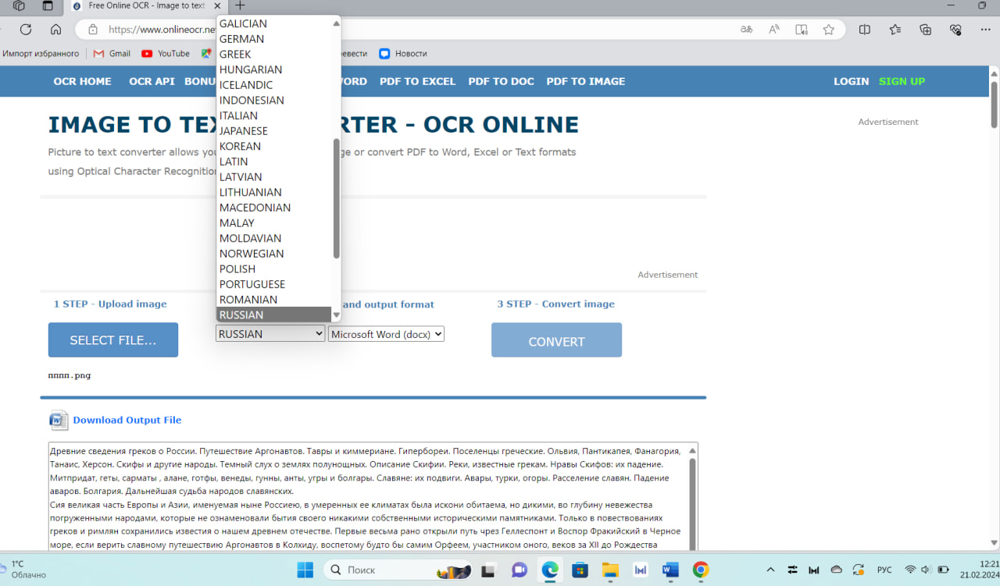 Free Online OCR - Image to text
https://www.onlineocr.ne
Импорт избранного Gmail YouTube евести Новости
OCR HOME OCR API BONU ORD PDF TO EXCEL PDF TO DOC PDF TO IMAGE LOGIN SIGN UP
GALICIAN
GERMAN
GREEK
HUNGARIAN
ICELANDIC
INDONESIAN
ITALIAN
JAPANESE
KOREAN
LATIN
LATVIAN
LITHUANIAN
MACEDONIAN
MALAY
MOLDAVIAN
NORWEGIAN
POLISH
PORTUGUESE
ROMANIAN
RUSSIAN
IMAGE TO TEX RTER - OCR ONLINE
Advertisement
Picture to text converter allows you ge or convert PDF to Word, Excel or Text formats
using Optical Character Recognition
Advertisement
1 STEP - Upload image and output format 3 STEP - Convert image
SELECT FILE... RUSSIAN Microsoft Word (docx) CONVERT
пппп.png
Download Output File
Древние сведения греков о России. Путешествие Аргонавтов. Тавры и киммериане. Гипербореи. Поселенцы греческие. Ольвия, Пантикапея, Фанагория,
Танаис, Херсон. Скифы и другие народы. Темный слух о землях полунощных. Описание Скифии. Реки, известные грекам. Нравы Скифов: их падение.
Митридат, геты, сарматы , алане, готфы, венеды, гунны, анты, угры и болгары. Славяне: их подвиги. Авары, турки, огоры. Расселение славян. Падение
аваров. Болгария. Дальнейшая судьба народов славянских.
Сия великая часть Европы и Азии, именуемая ныне Россиею, в умеренных ее климатах была искони обитаема, но дикими, во глубину невежества
погруженными народами, которые не ознаменовали бытия своего никакими собственными историческими памятниками. Только в повествованиях
греков и римлян сохранились известия о нашем древнем отечестве. Первые весьма рано открыли путь чрез Геллеспонт и Воспор Фракийский в Черное
море, если верить славному путешествию Аргонавтов в Колхиду, воспетому будто бы самим Орфеем, участником оного, веков за XII до Рождества
1°C
Облачно
Поиск
РУС
12:21
21.02.2024